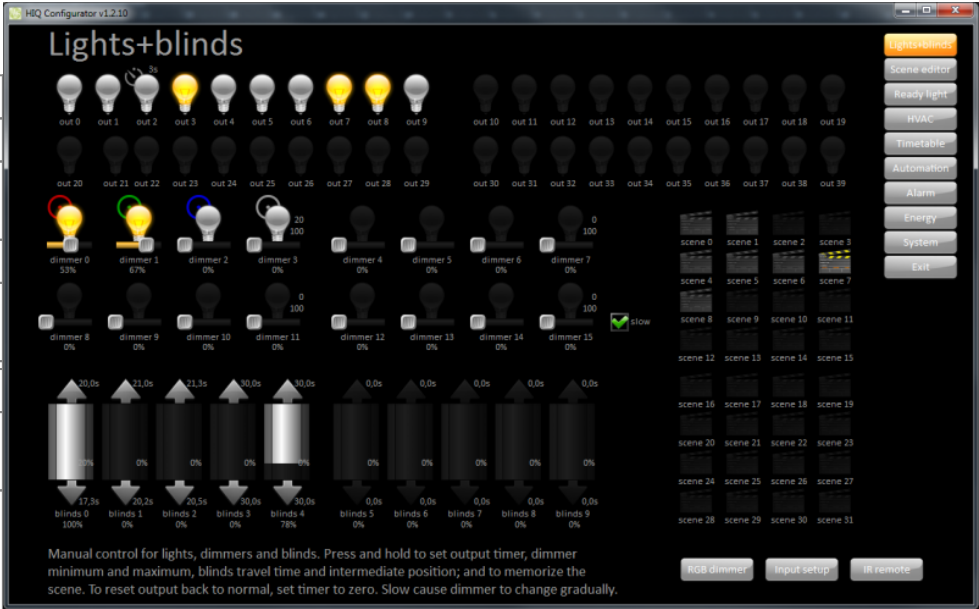 HIQ Configurator v1.2.10
Lights+blinds
3s
out 0 out 1 out 2 out 3 out 4 out 5 out 6 out 7 out 8 out 9 out 10 out 11 out 12 out 13 out 14 out 15 out 16 out 17 out 18 out 19
out 20 out 21 out 22 out 23 out 24 out 25 out 26 out 27 out 28 out 29 out 30 out 31 out 32 out 33 out 34 out 35 out 36 out 37 out 38 out 39
20 0
100 100
dimmer 0 dimmer 1 dimmer 2 dimmer 3 dimmer 4 dimmer 5 dimmer 6 dimmer 7
53% 67% 0% 0% 0% 0% 0% 0%
0 0
100 100
dimmer 8 dimmer 9 dimmer 10 dimmer 11 dimmer 12 dimmer 13 dimmer 14 dimmer 15
0% 0% 0% 0% 0% 0% 0% 0%
slow
20,0s 21,0s 21,3s 30,0s 30,0s 0,0s 0,0s 0,0s 0,0s 0,0s
0% 0% 0% 0% 0% 0% 0% 0% 0% 0%
17,3s 20,2s 20,5s 30,0s 30,0s 0,0s 0,0s 0,0s 0,0s 0,0s
blinds 0 blinds 1 blinds 2 blinds 3 blinds 4 blinds 5 blinds 6 blinds 7 blinds 8 blinds 9
100% 0% 0% 0% 78% 0% 0% 0% 0% 0%
scene 0 scene 1 scene 2 scene 3
scene 4 scene 5 scene 6 scene 7
scene 8 scene 9 scene 10 scene 11
scene 12 scene 13 scene 14 scene 15
scene 16 scene 17 scene 18 scene 19
scene 20 scene 21 scene 22 scene 23
scene 24 scene 25 scene 26 scene 27
scene 28 scene 29 scene 30 scene 31
Manual control for lights, dimmers and blinds. Press and hold to set output timer, dimmer
minimum and maximum, blinds travel time and intermediate position; and to memorize the
scene. To reset output back to normal, set timer to zero. Slow cause dimmer to change gradually.
RGB dimmer Input setup IR remote
Lights+blinds
Scene editor
Ready light
HVAC
Timetable
Automation
Alarm
Energy
System
Exit